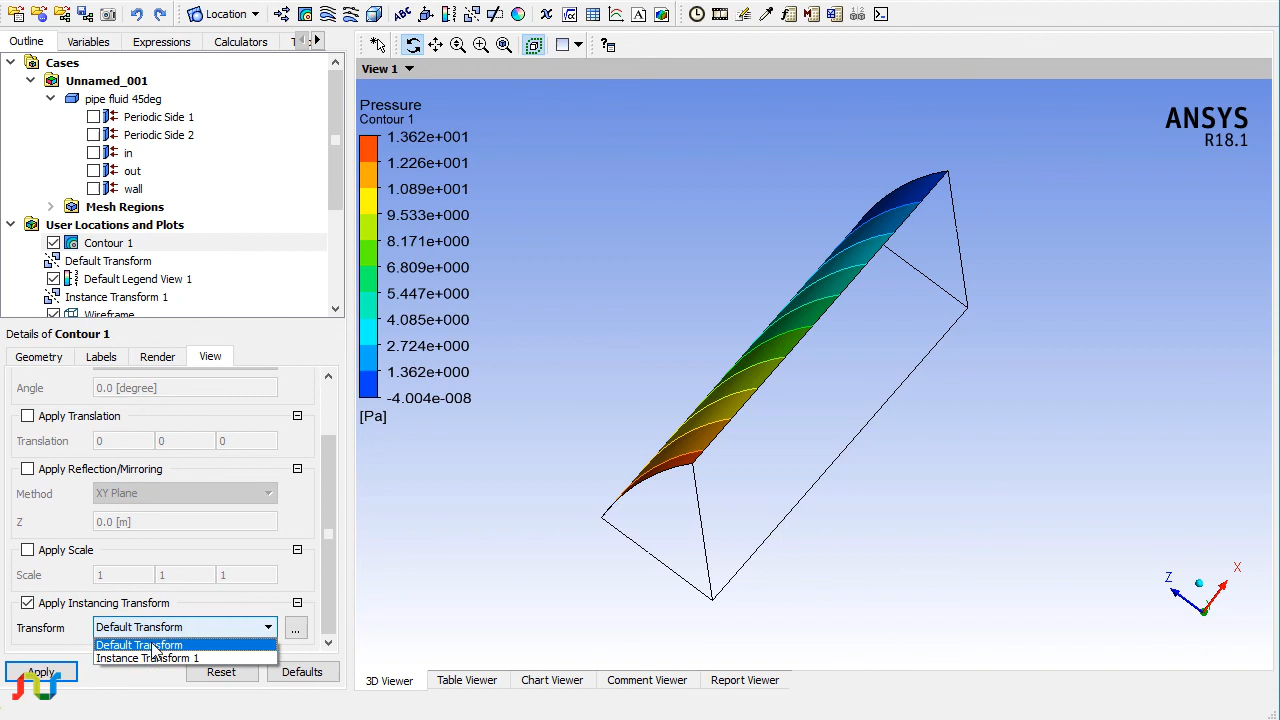 Location
Outline
Variables
Expressions
Calculators
View 1
Cases
Unnamed_001
pipe fluid 45deg
Periodic Side 1
Periodic Side 2
in
out
wall
Mesh Regions
User Locations and Plots
Contour 1
Default Transform
Default Legend View 1
Instance Transform 1
Wireframe
Details of Contour 1
Geometry
Labels
Render
View
Angle
0.0 [degree]
Apply Translation
Translation
0
0
0
Apply Reflection/Mirroring
Method
XY Plane
Z
0.0 [m]
Apply Scale
Scale
1
1
1
Apply Instancing Transform
Transform
Default Transform
...
Default Transform
Instance Transform 1
Apply
Reset
Defaults
Pressure
Contour 1
1.362e+001
1.226e+001
1.089e+001
9.533e+000
8.171e+000
6.809e+000
5.447e+000
4.085e+000
2.724e+000
1.362e+000
-4.004e-008
[Pa]
ANSYS
R18.1
Z
X
Y
3D Viewer
Table Viewer
Chart Viewer
Comment Viewer
Report Viewer